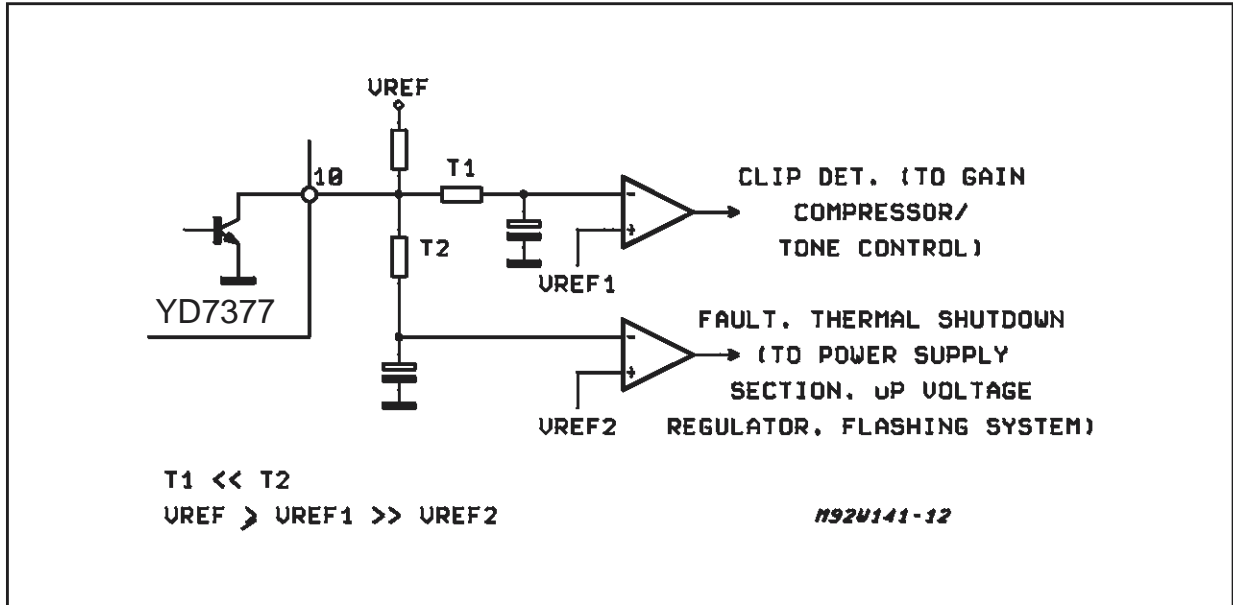 VREF
10
T1
CLIP DET. (TO GAIN
COMPRESSOR/
TONE CONTROL)
T2
VREF1
YD7377
FAULT. THERMAL SHUTDOWN
(TO POWER SUPPLY
SECTION. uP VOLTAGE
REGULATOR. FLASHING SYSTEM)
VREF2
T1 << T2
VREF > VREF1 >> VREF2
M92W141-12
- 
+
-
+